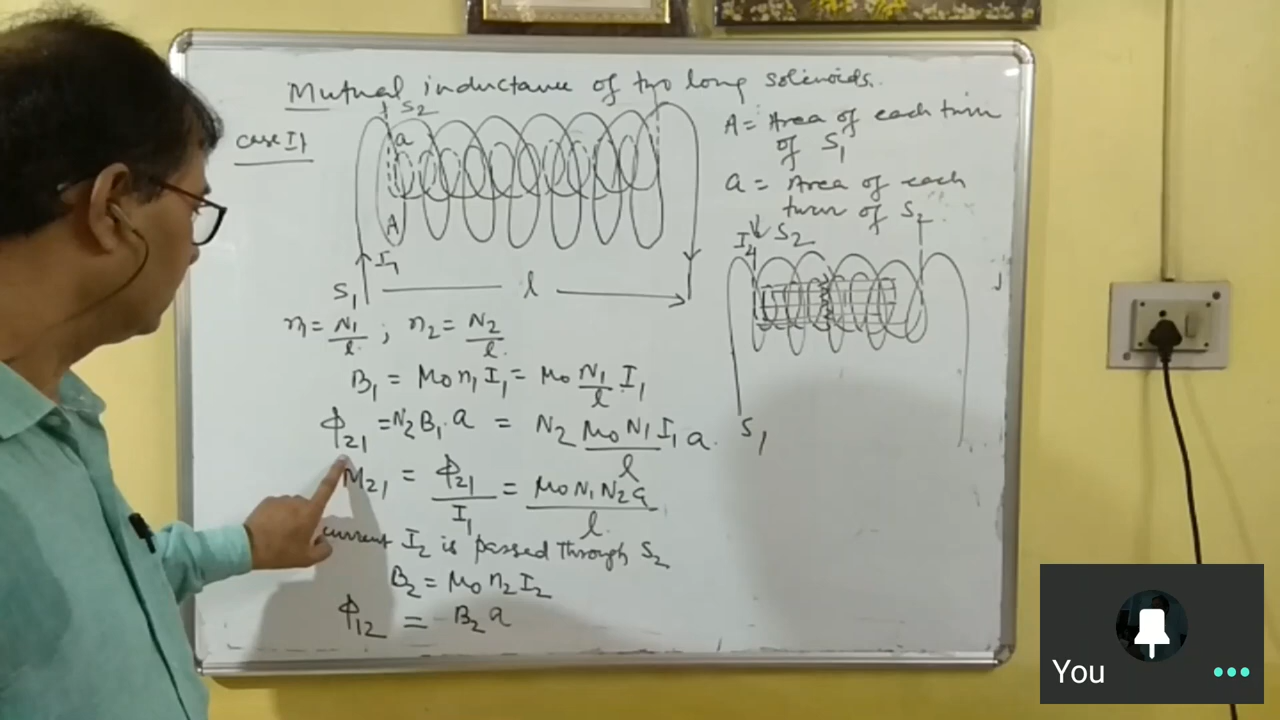 Mutual inductance of two long solenoids.
Case I)
S2
a
A
I1
S1
l
A = Area of each turn
of S1
a = Area of each
turn of S2
S2
S1
n1 = N1/l ; n2 = N2/l.
B1 = μ0 n1 I1 = μ0 N1/l I1
ϕ21 = N2 B1 . a = N2 μ0 N1/l I1 a
M21 = ϕ21/I1 = μ0 N1 N2 a/l.
current I2 is passed through S2
B2 = μ0 n2 I2
ϕ12 = B2 a
You